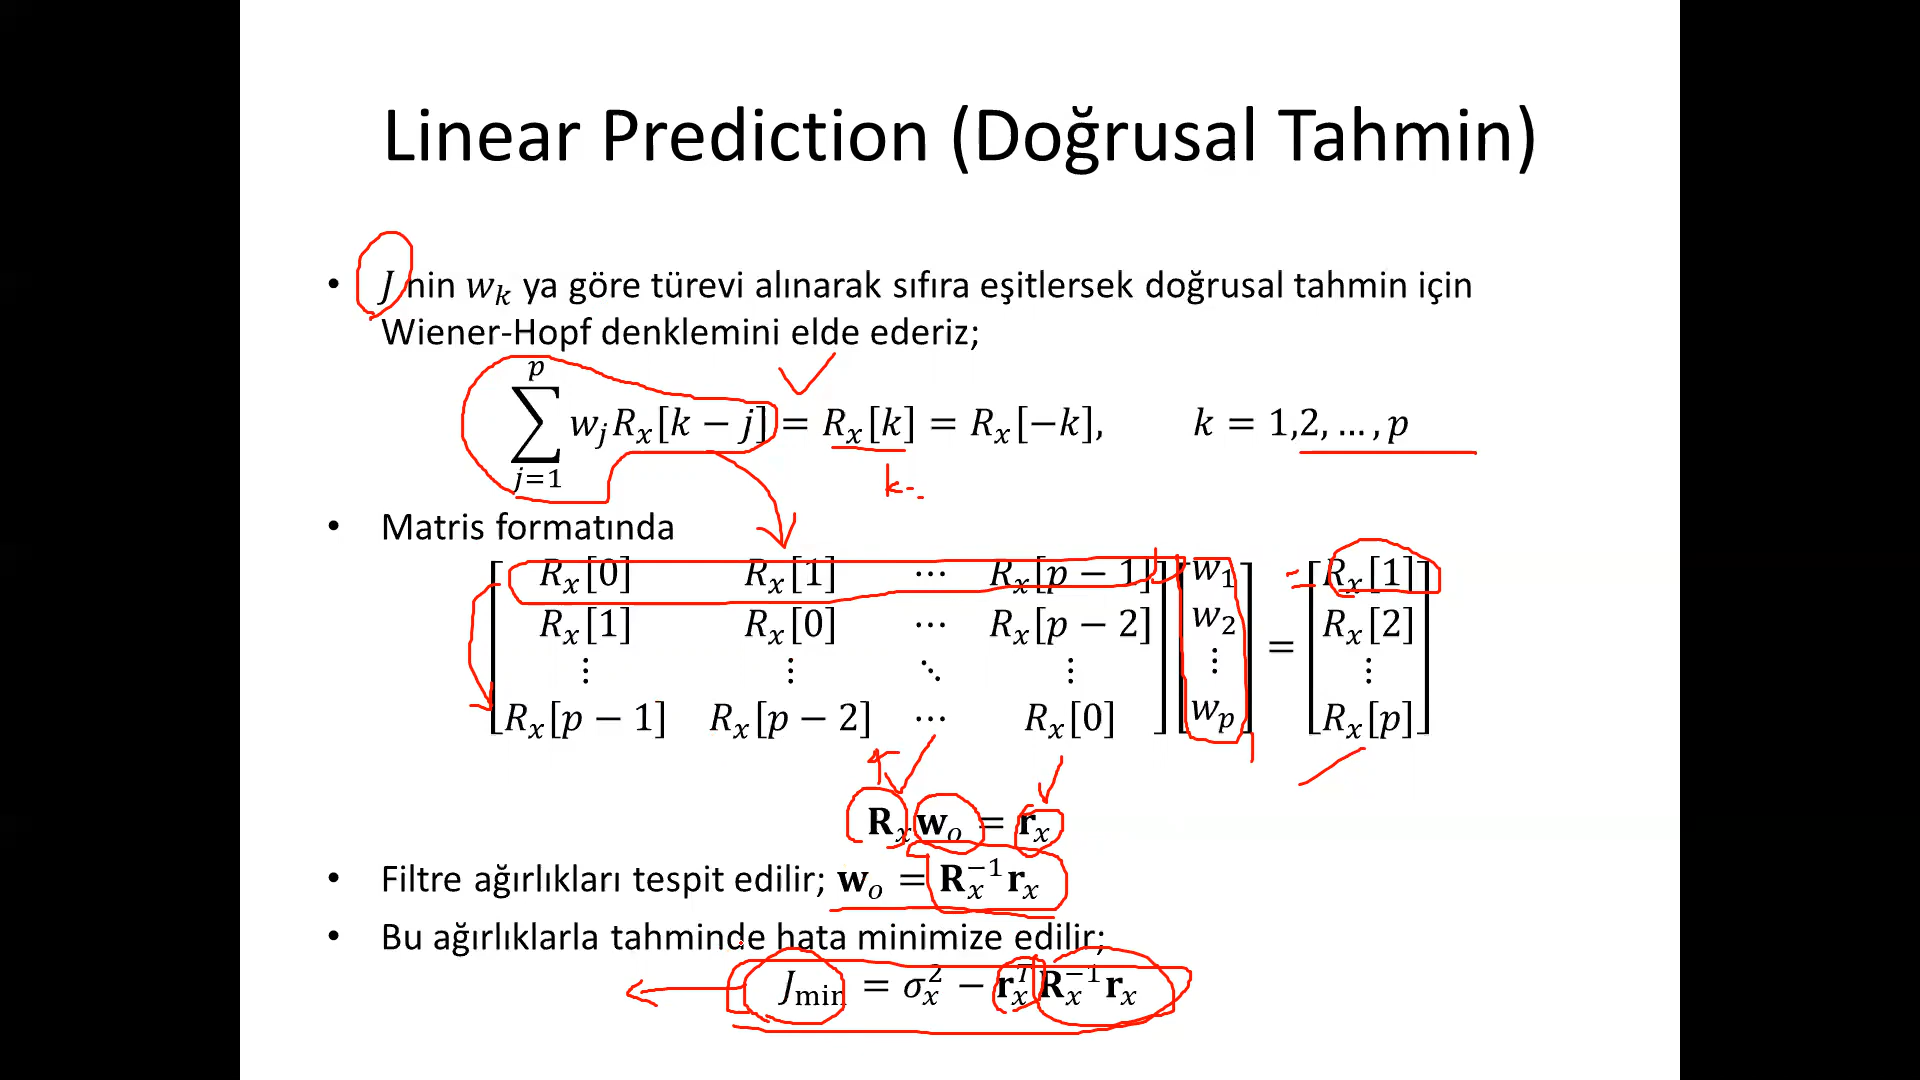 Linear Prediction (Doğrusal Tahmin)
• J nin w_k ya göre türevi alınarak sıfıra eşitlersek doğrusal tahmin için
Wiener-Hopf denklemini elde ederiz;
∑_{j=1}^{p} w_j R_x[k − j] = R_x[k] = R_x[−k], k = 1,2, … , p
k-.
• Matris formatında
[R_x[0] R_x[1] ⋯ R_x[p − 1]] [w_1] = [R_x[1]]
[R_x[1] R_x[0] ⋯ R_x[p − 2]] [w_2] = [R_x[2]]
⋮ ⋮ ⋱ ⋮ ⋮ ⋮
[R_x[p − 1] R_x[p − 2] ⋯ R_x[0]] [w_p] [R_x[p]]
R_x w_o = r_x
• Filtre ağırlıkları tespit edilir; w_o = R_x^{−1} r_x
• Bu ağırlıklarla tahminde hata minimize edilir;
J_min = σ_x^2 − r_x^T R_x^{−1} r_x